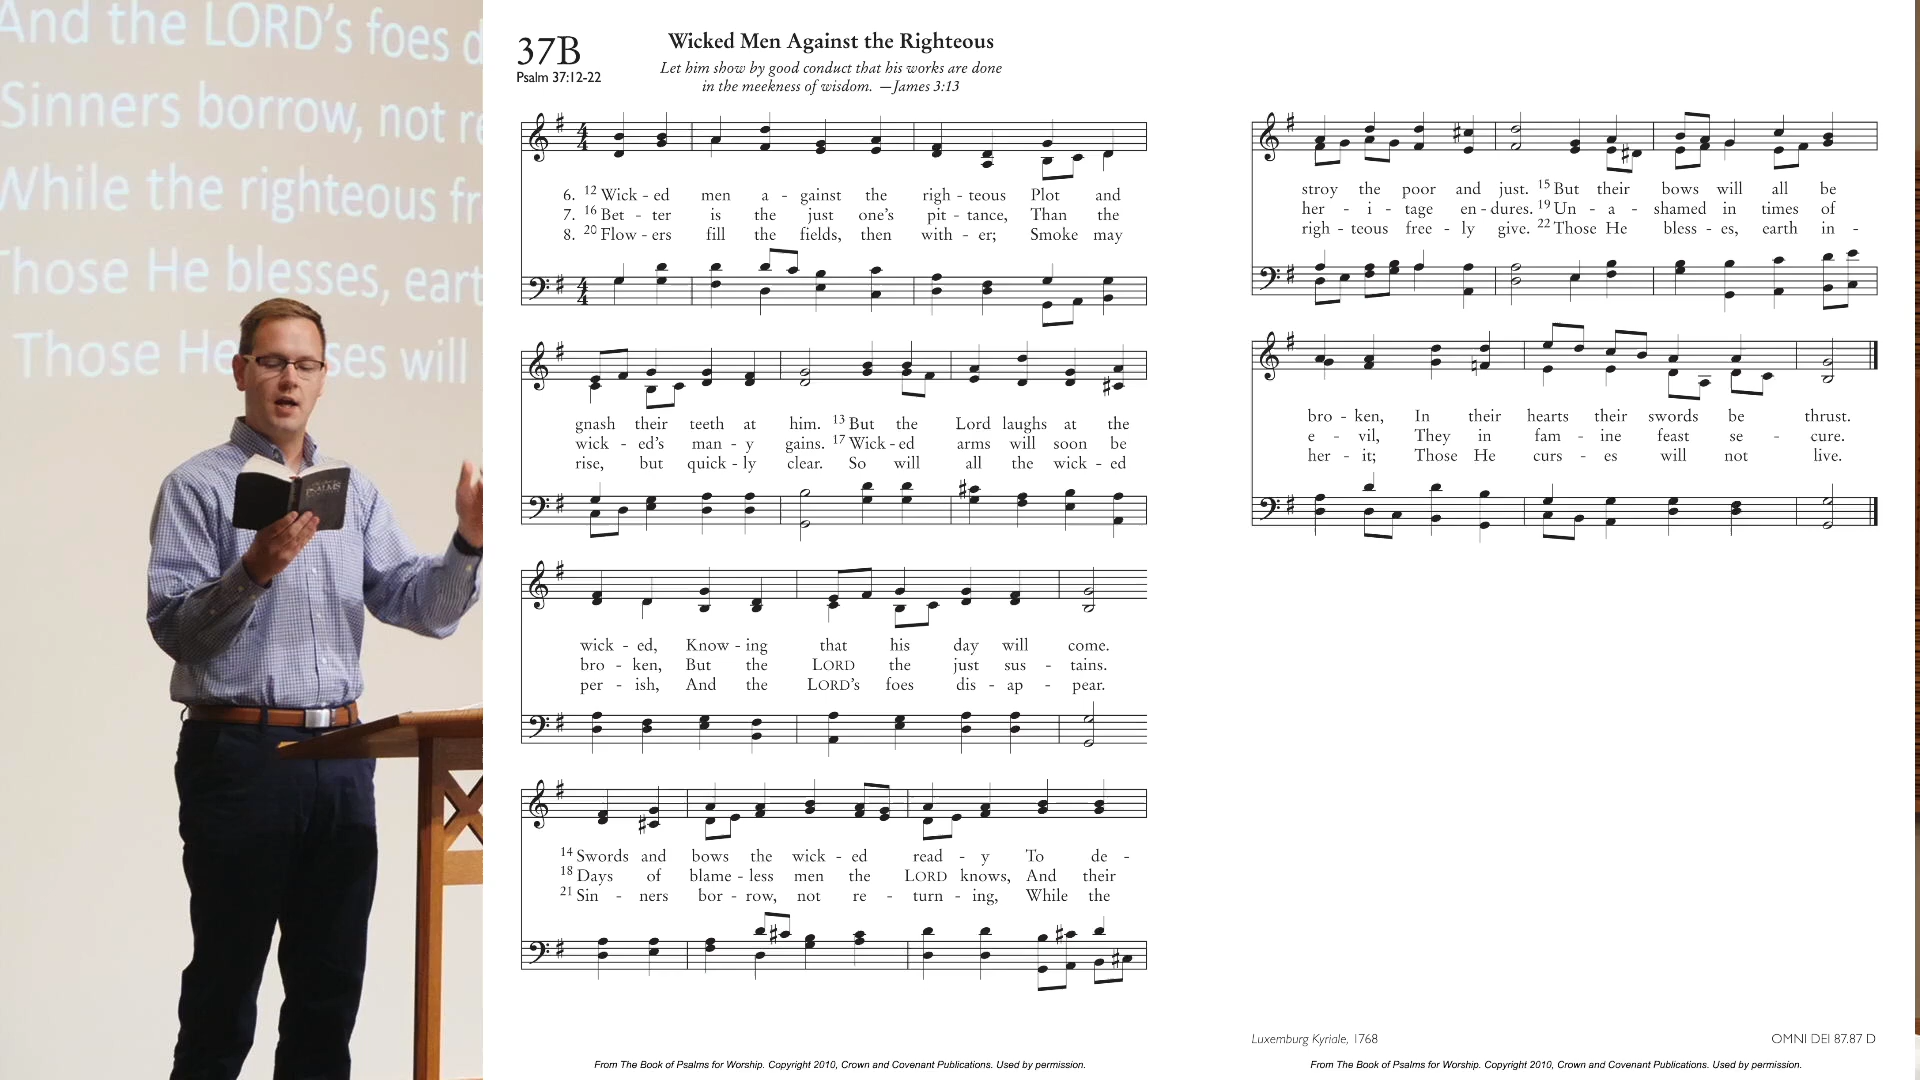 And the LORD's foes d
Sinners borrow, not re
While the righteous fr
Those He blesses, eart
Those He ses will
PSALMS
37B
Psalm 37:12-22
Wicked Men Against the Righteous
Let him show by good conduct that his works are done
in the meekness of wisdom. —James 3:13
6. 12 Wick - ed men a - gainst the righ - teous Plot and
7. 16 Bet - ter is the just one's pit - tance, Than the
8. 20 Flow - ers fill the fields, then with - er; Smoke may
gnash their teeth at him. 13 But the Lord laughs at the
wick - ed's man - y gains. 17 Wick - ed arms will soon be
rise, but quick - ly clear. So will all the wick - ed
wick - ed, Know - ing that his day will come.
bro - ken, But the LORD the just sus - tains.
per - ish, And the LORD's foes dis - ap - pear.
14 Swords and bows the wick - ed read - y To de -
18 Days of blame - less men the LORD knows, And their
21 Sin - ners bor - row, not re - turn - ing, While the
From The Book of Psalms for Worship. Copyright 2010, Crown and Covenant Publications. Used by permission.
stroy the poor and just. 15 But their bows will all be
her - i - tage en - dures. 19 Un - a - shamed in times of
righ - teous free - ly give. 22 Those He bless - es, earth in -
bro - ken, In their hearts their swords be thrust.
e - vil, They in fam - ine feast se - cure.
her - it; Those He curs - es will not live.
Luxemburg Kyriale, 1768
OMNI DEI 87.87 D
From The Book of Psalms for Worship. Copyright 2010, Crown and Covenant Publications. Used by permission.